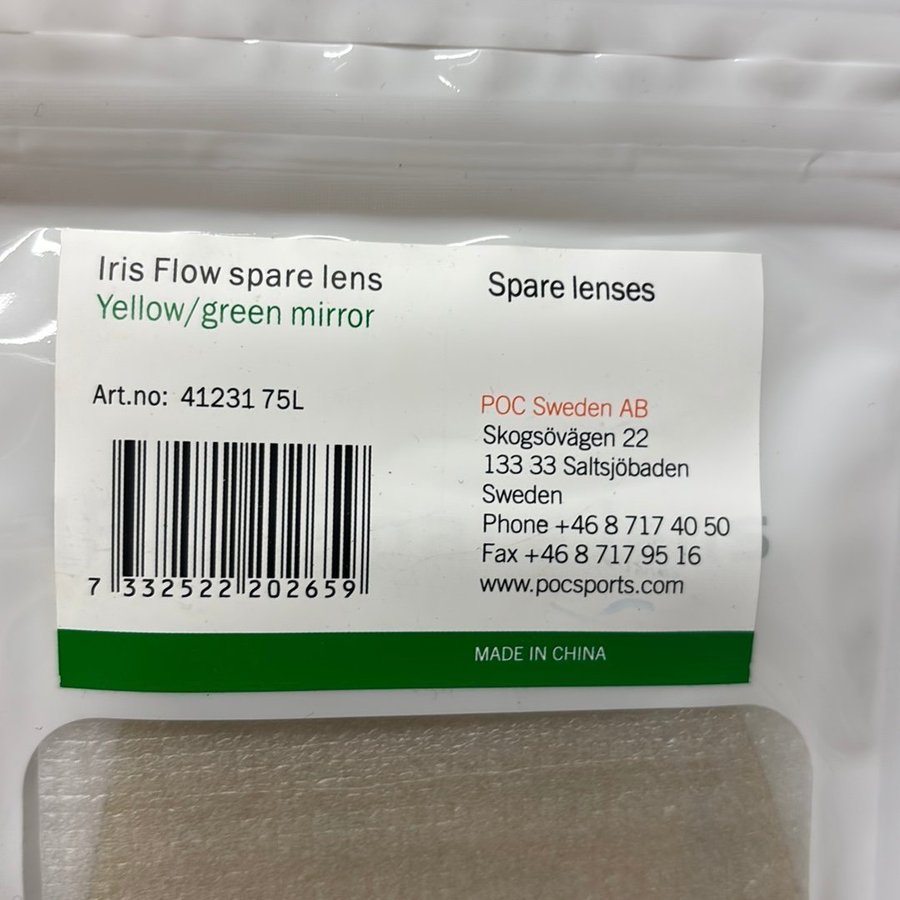 Iris Flow spare lens
Yellow/green mirror
Art.no: 41231 75L
7 332522 202659
Spare lenses
POC Sweden AB
Skogsövägen 22
133 33 Saltsjöbaden
Sweden
Phone +46 8 717 40 50
Fax +46 8 717 95 16
www.pocsports.com
MADE IN CHINA